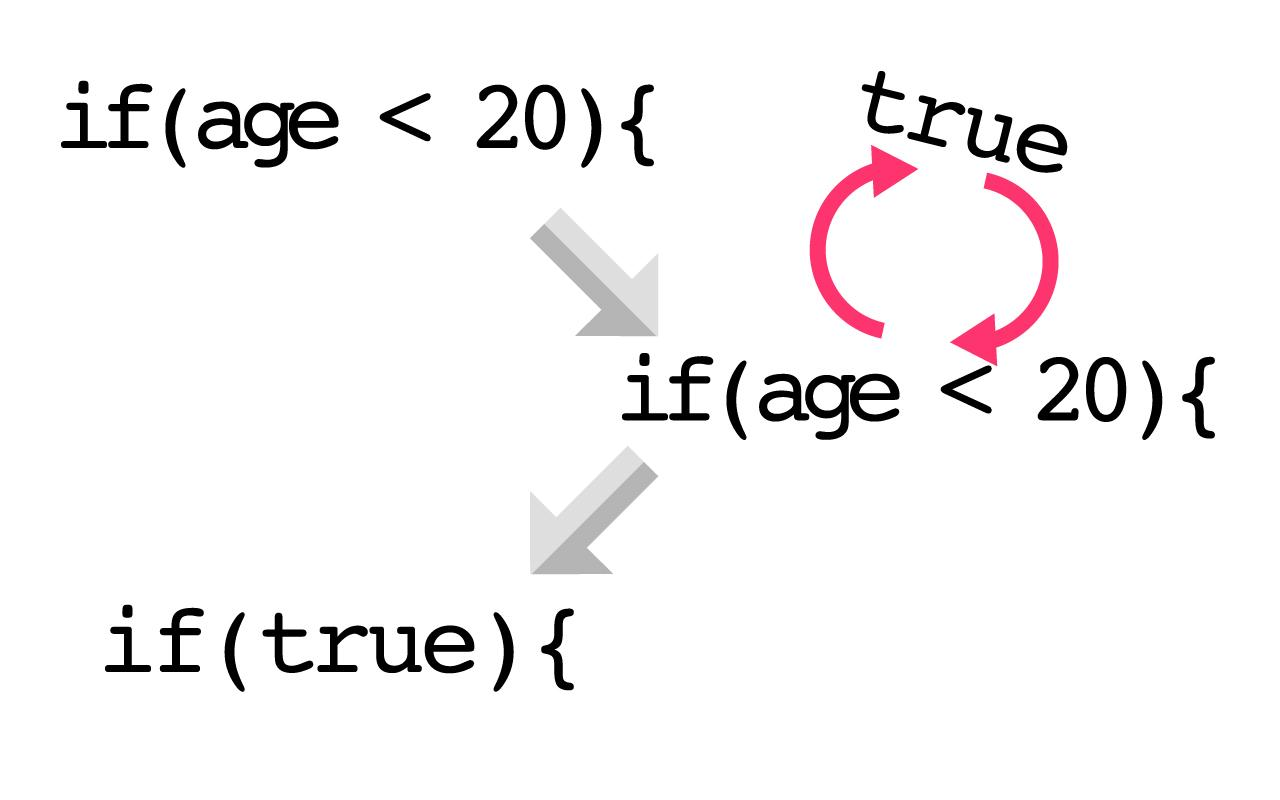 if(age < 20){
true
if(age < 20){
if(true){